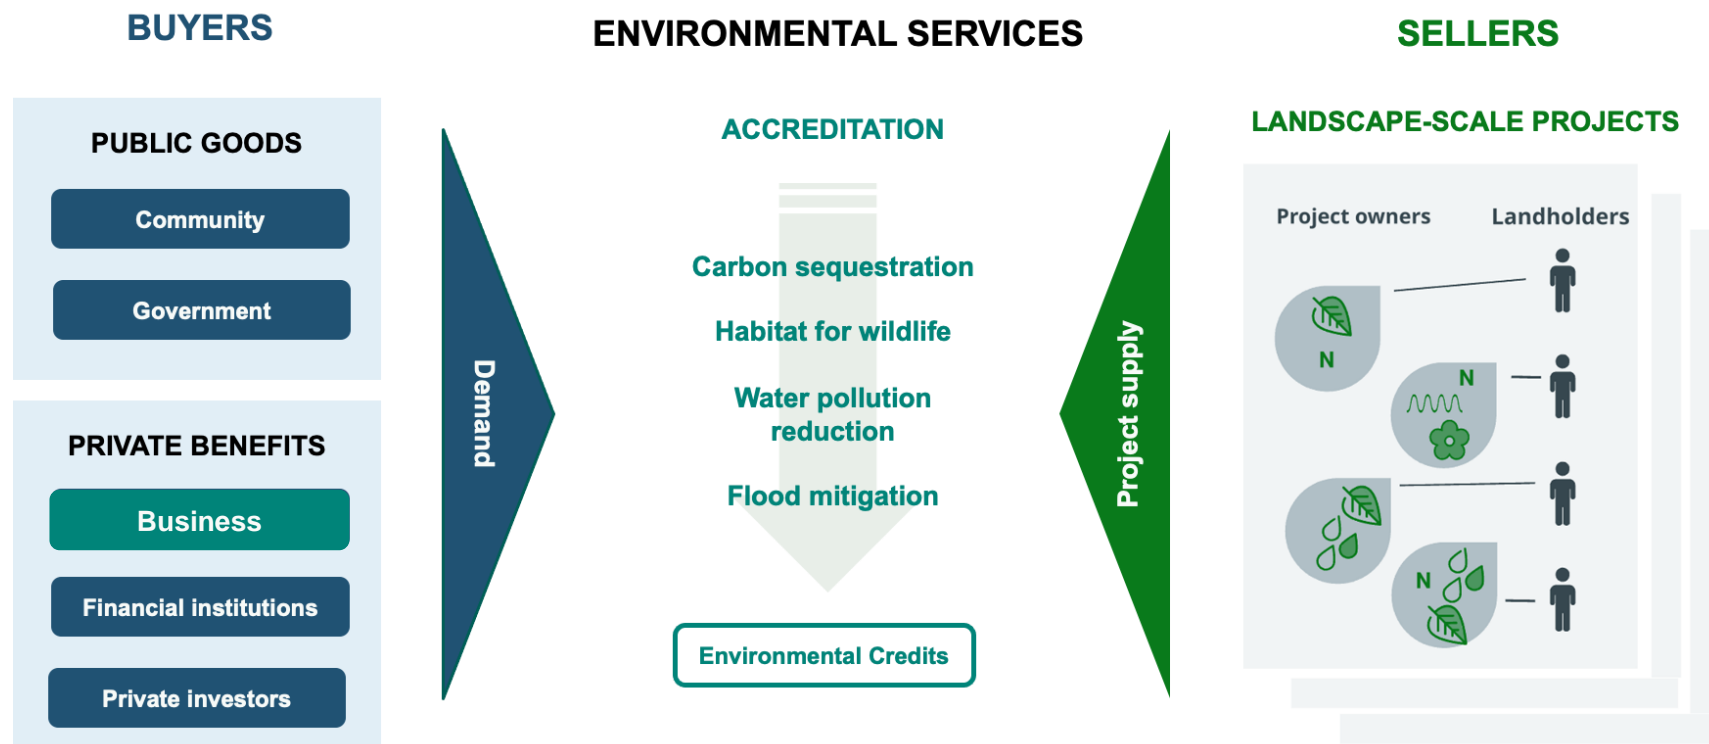 BUYERS
ENVIRONMENTAL SERVICES
SELLERS
PUBLIC GOODS
Community
Government
PRIVATE BENEFITS
Business
Financial institutions
Private investors
Demand
ACCREDITATION
Carbon sequestration
Habitat for wildlife
Water pollution
reduction
Flood mitigation
Environmental Credits
Project supply
LANDSCAPE-SCALE PROJECTS
Project owners
Landholders
N
N
N